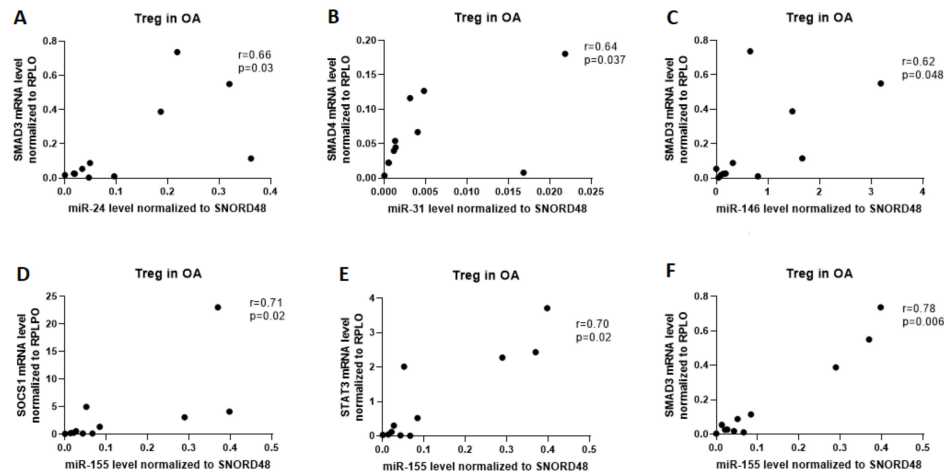 A
Treg in OA
SMAD3 mRNA level
normalized to RPLO
0.8
0.6
0.4
0.2
0.0
0.0
0.1
0.2
0.3
0.4
miR-24 level normalized to SNORD48
r=0.66
p=0.03
B
Treg in OA
SMAD4 mRNA level
normalized to RPLO
0.20
0.15
0.10
0.05
0.00
0.000
0.005
0.010
0.015
0.020
0.025
miR-31 level normalized to SNORD48
r=0.64
p=0.037
C
Treg in OA
SMAD3 mRNA level
normalized to RPLO
0.8
0.6
0.4
0.2
0.0
0
1
2
3
4
miR-146 level normalized to SNORD48
r=0.62
p=0.048
D
Treg in OA
SOCS1 mRNA level
normalized to RPLPO
25
20
15
10
5
0
0.0
0.1
0.2
0.3
0.4
0.5
miR-155 level normalized to SNORD48
r=0.71
p=0.02
E
Treg in OA
STAT3 mRNA level
normalized to RPLO
4
3
2
1
0
0.0
0.1
0.2
0.3
0.4
0.5
miR-155 level normalized to SNORD48
r=0.70
p=0.02
F
Treg in OA
SMAD3 mRNA level
normalized to RPLO
0.8
0.6
0.4
0.2
0.0
0.0
0.1
0.2
0.3
0.4
0.5
miR-155 level normalized to SNORD48
r=0.78
p=0.006